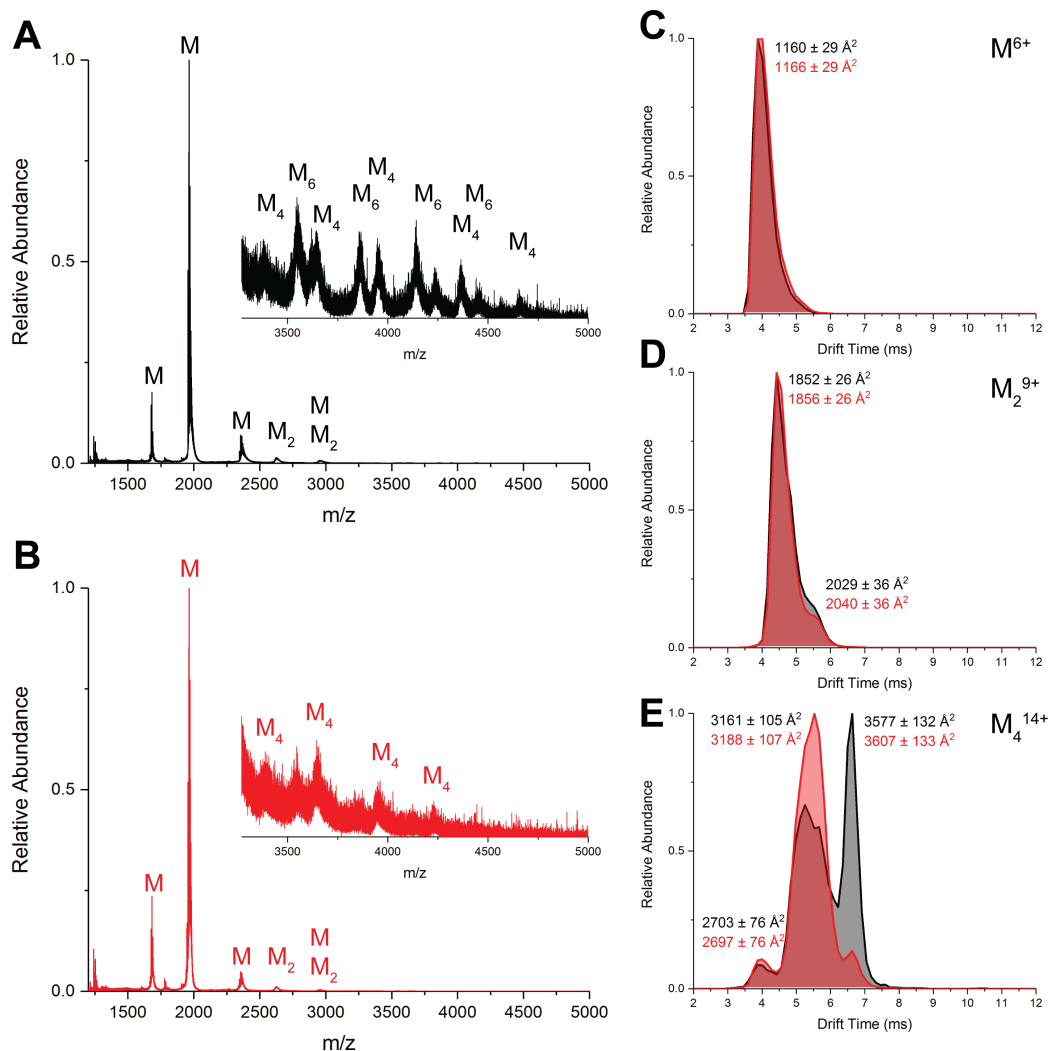 A
M
1.0
Relative Abundance
0.5
0.0
M
M
M₂
M
M₂
M₄
M₆
M₄
M₄
M₆
M₆
M₆
M₄
M₄
3500
4000
4500
5000
m/z
1500
2000
2500
3000
3500
4000
4500
5000
m/z
B
M
1.0
Relative Abundance
0.5
0.0
M
M
M₂
M
M₂
M₄
M₄
M₄
M₄
3500
4000
4500
5000
m/z
1500
2000
2500
3000
3500
4000
4500
5000
m/z
C
1160 ± 29 Å²
1166 ± 29 Å²
M⁶⁺
1.0
0.5
0.0
Relative Abundance
2 3 4 5 6 7 8 9 10 11 12
Drift Time (ms)
D
1852 ± 26 Å²
1856 ± 26 Å²
M₂⁹⁺
2029 ± 36 Å²
2040 ± 36 Å²
1.0
0.5
0.0
Relative Abundance
2 3 4 5 6 7 8 9 10 11 12
Drift Time (ms)
E
3161 ± 105 Å²
3188 ± 107 Å²
3577 ± 132 Å²
3607 ± 133 Å²
M₄¹⁴⁺
2703 ± 76 Å²
2697 ± 76 Å²
1.0
0.5
0.0
Relative Abundance
2 3 4 5 6 7 8 9 10 11 12
Drift Time (ms)